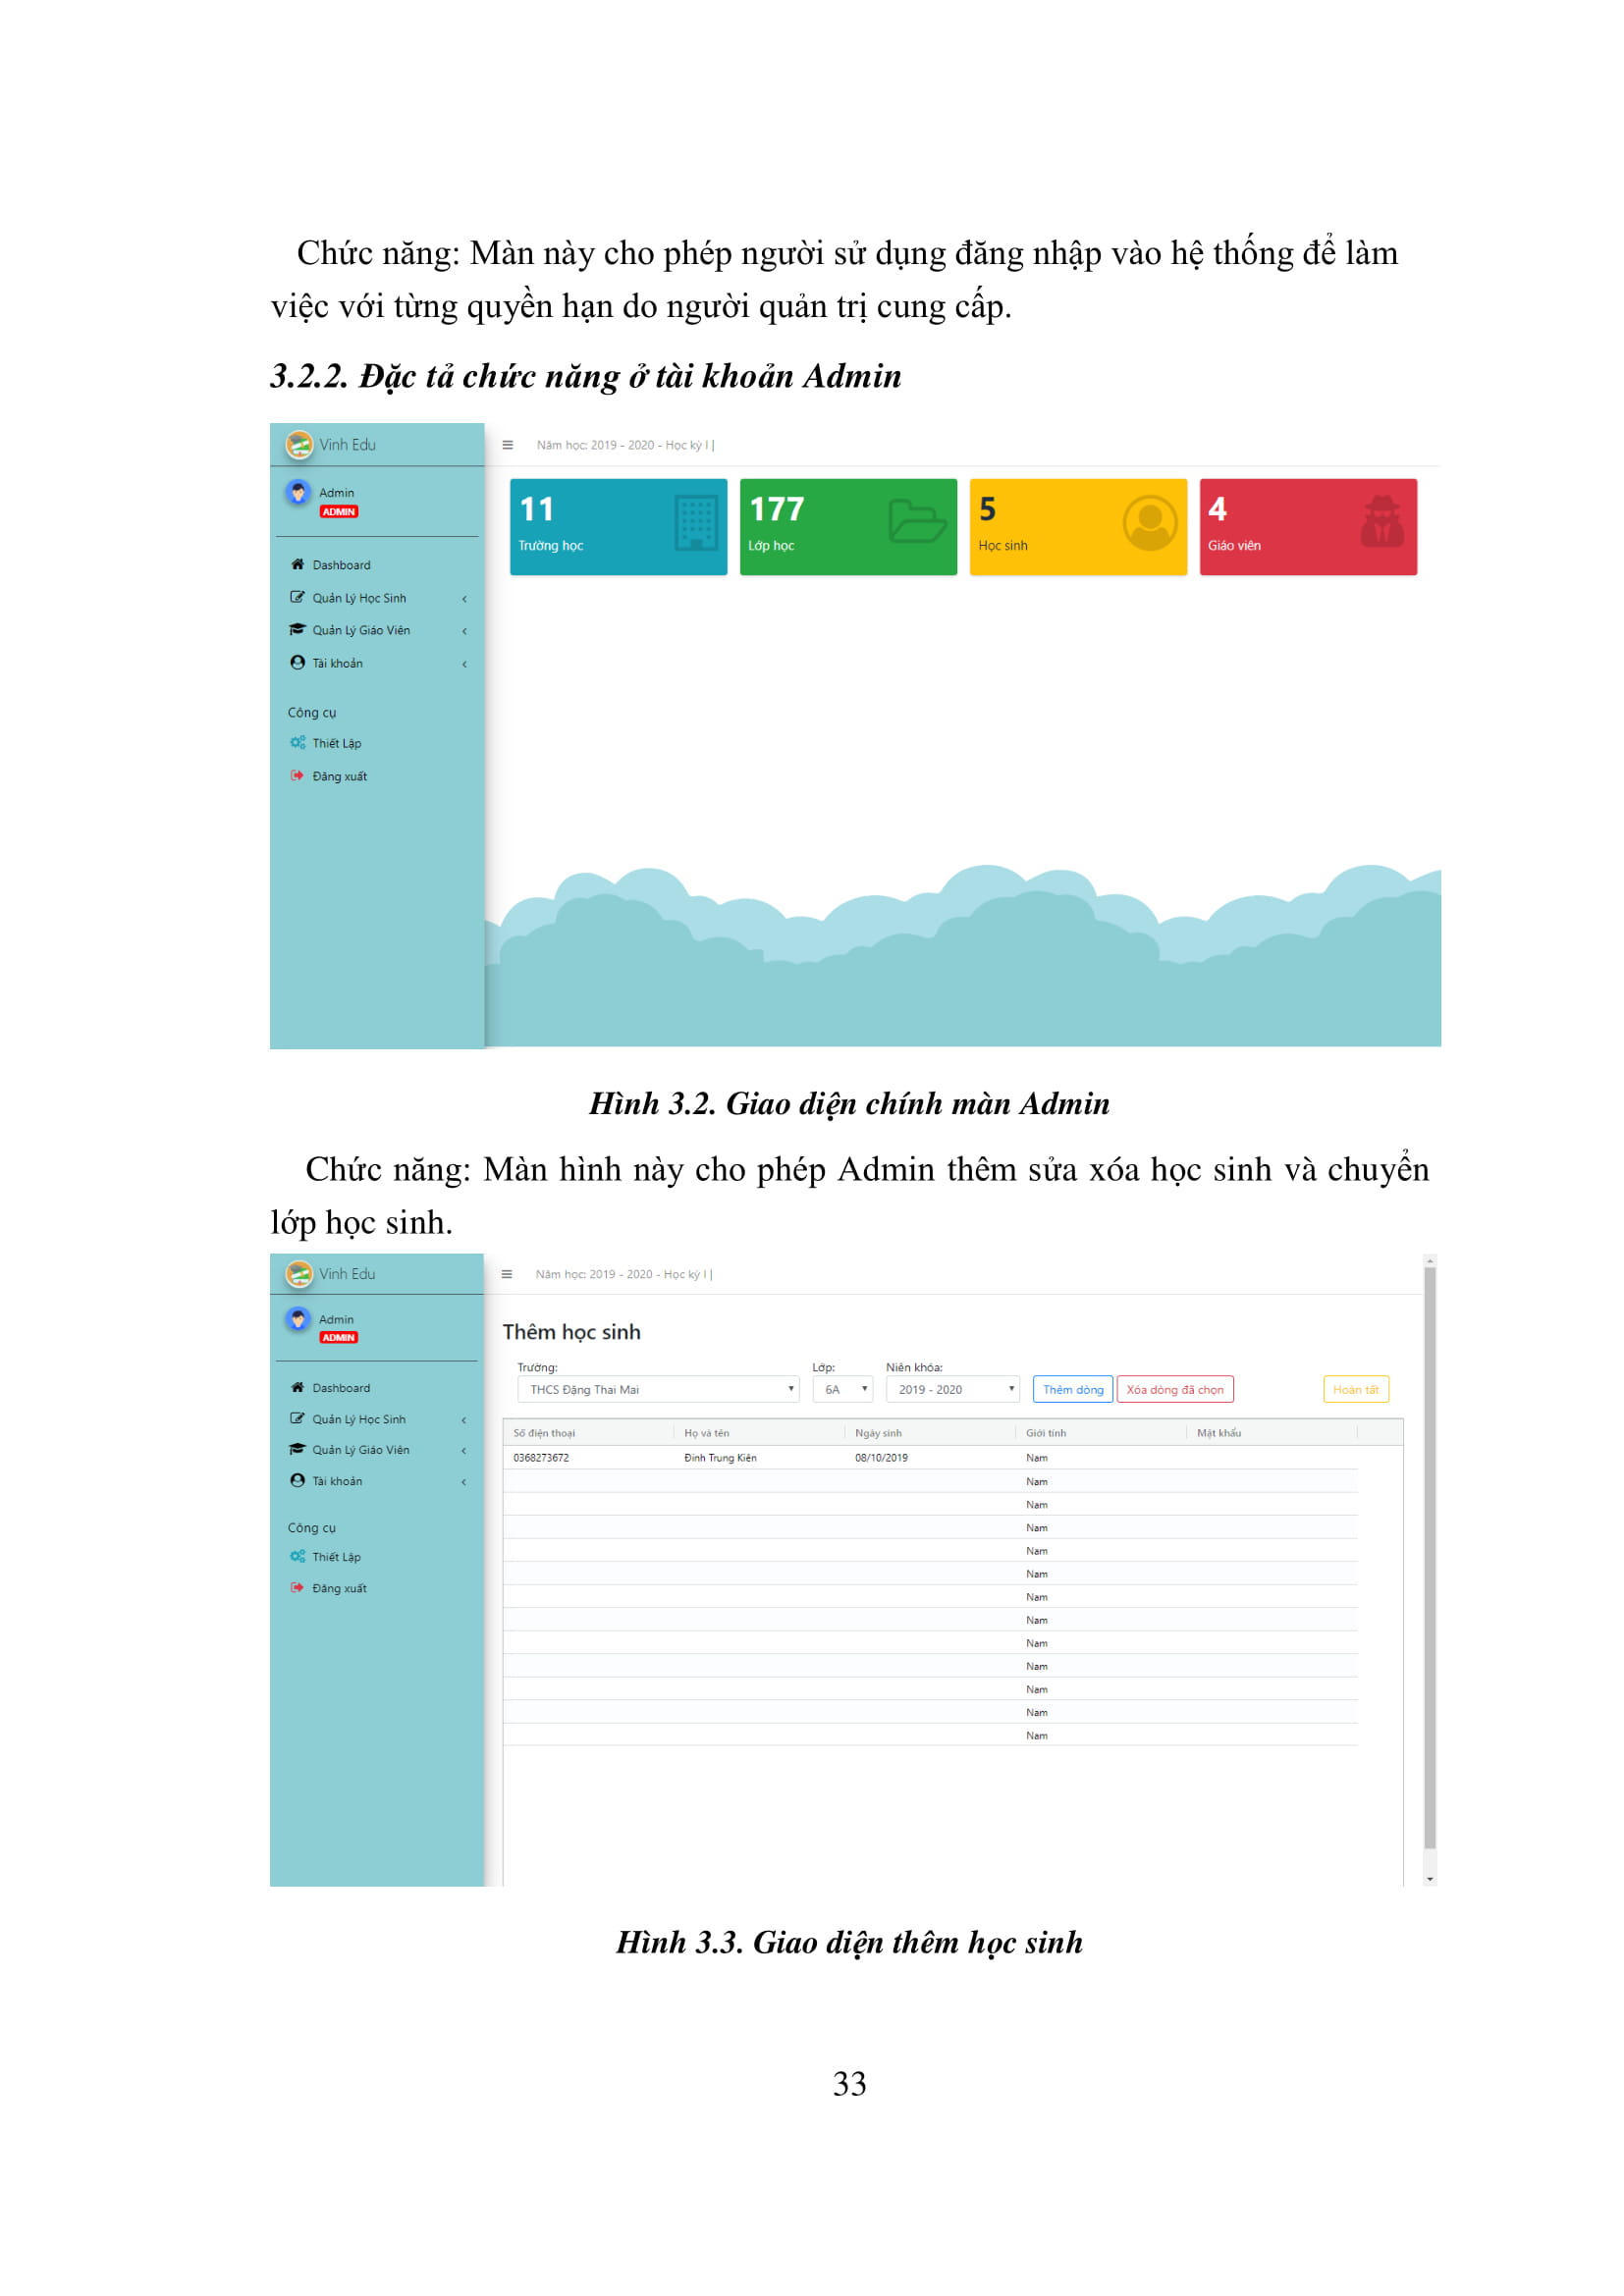 Chức năng: Màn này cho phép người sử dụng đăng nhập vào hệ thống để làm
việc với từng quyền hạn do người quản trị cung cấp.
3.2.2. Đặc tả chức năng ở tài khoản Admin
Vinh Edu
Năm học: 2019 - 2020 - Học kỳ I |
Admin
ADMIN
Dashboard
Quản Lý Học Sinh
Quản Lý Giáo Viên
Tài khoản
Công cụ
Thiết Lập
Đăng xuất
11
Trường học
177
Lớp học
5
Học sinh
4
Giáo viên
Hình 3.2. Giao diện chính màn Admin
Chức năng: Màn hình này cho phép Admin thêm sửa xóa học sinh và chuyển
lớp học sinh.
Vinh Edu
Năm học: 2019 - 2020 - Học kỳ I |
Admin
ADMIN
Dashboard
Quản Lý Học Sinh
Quản Lý Giáo Viên
Tài khoản
Công cụ
Thiết Lập
Đăng xuất
Thêm học sinh
Trường: Lớp: Niên khóa:
THCS Đặng Thai Mai 6A 2019 - 2020 Thêm dòng Xóa dòng đã chọn Hoàn tất
Số điện thoại Họ và tên Ngày sinh Giới tính Mật khẩu
0368273672 Đinh Trung Kiên 08/10/2019 Nam
Nam
Nam
Nam
Nam
Nam
Nam
Nam
Nam
Nam
Nam
Nam
Nam
Hình 3.3. Giao diện thêm học sinh
33